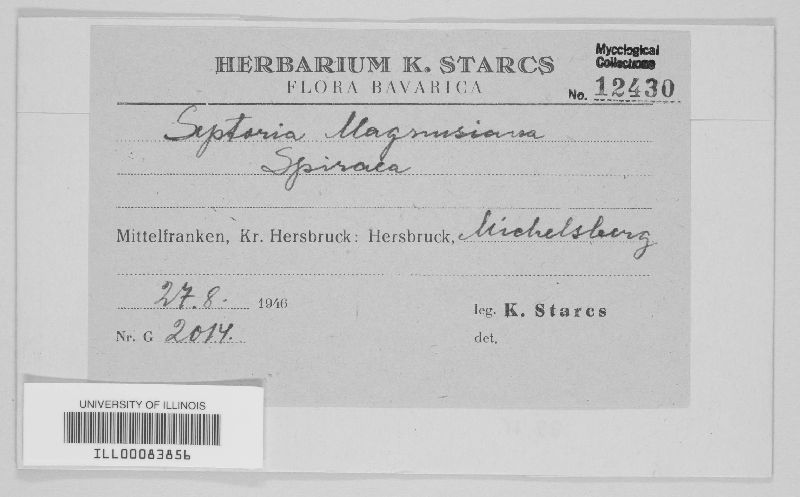 HERBARIUM K. STARCS
FLORA BAVARICA
Mycological
Collections
No. 12430
Septoria Magnusiana
Spiraea
Mittelfranken, Kr. Hersbruck: Hersbruck, Michelsberg
27.8. 1946
leg. K. Starcs
Nr. G 2014.
det.
UNIVERSITY OF ILLINOIS
ILL00083856